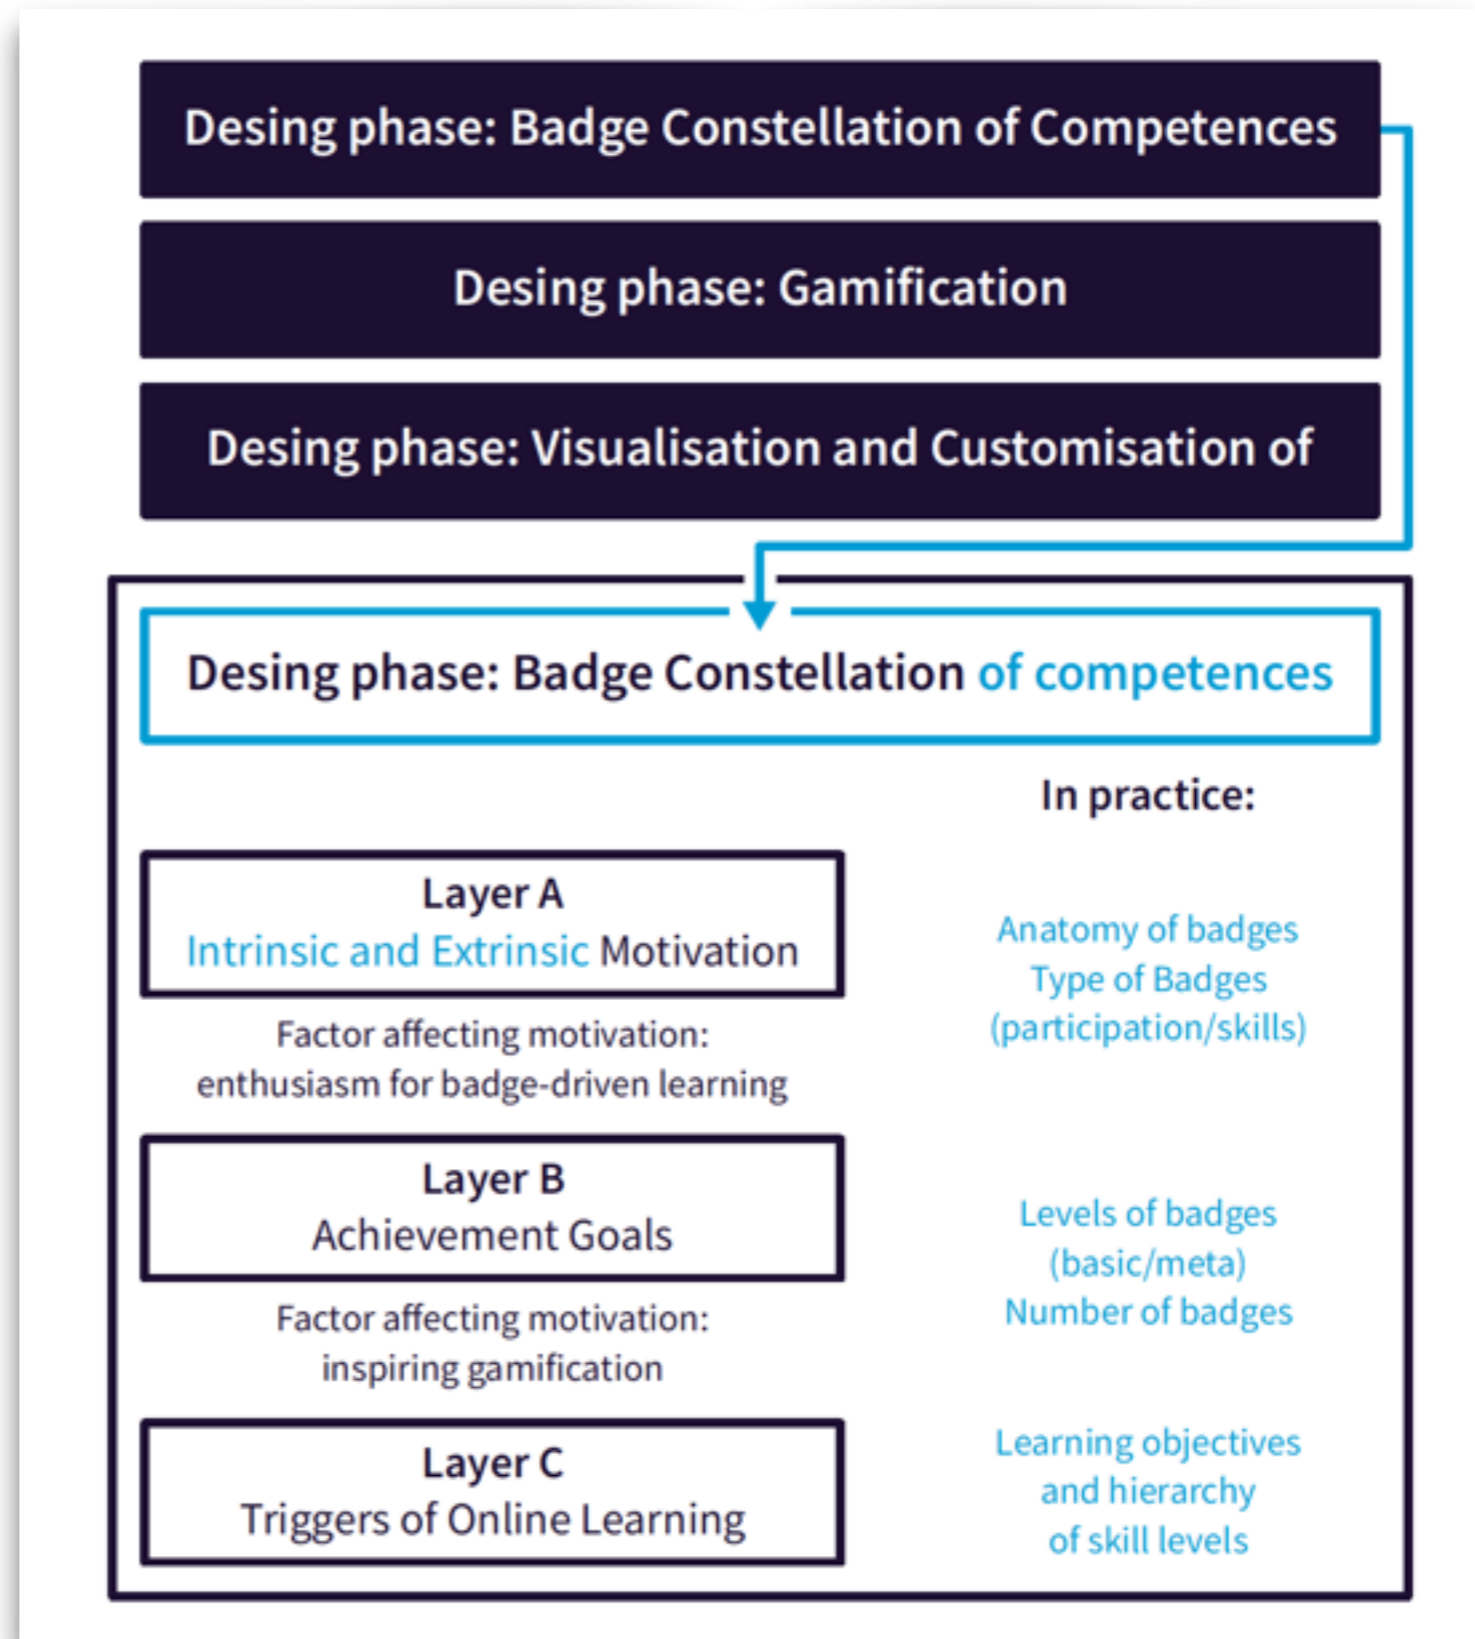 Desing phase: Badge Constellation of Competences
Desing phase: Gamification
Desing phase: Visualisation and Customisation of
Desing phase: Badge Constellation of competences
In practice:
Layer A
Intrinsic and Extrinsic Motivation
Factor affecting motivation:
enthusiasm for badge-driven learning
Anatomy of badges
Type of Badges
(participation/skills)
Layer B
Achievement Goals
Factor affecting motivation:
inspiring gamification
Levels of badges
(basic/meta)
Number of badges
Layer C
Triggers of Online Learning
Learning objectives
and hierarchy
of skill levels